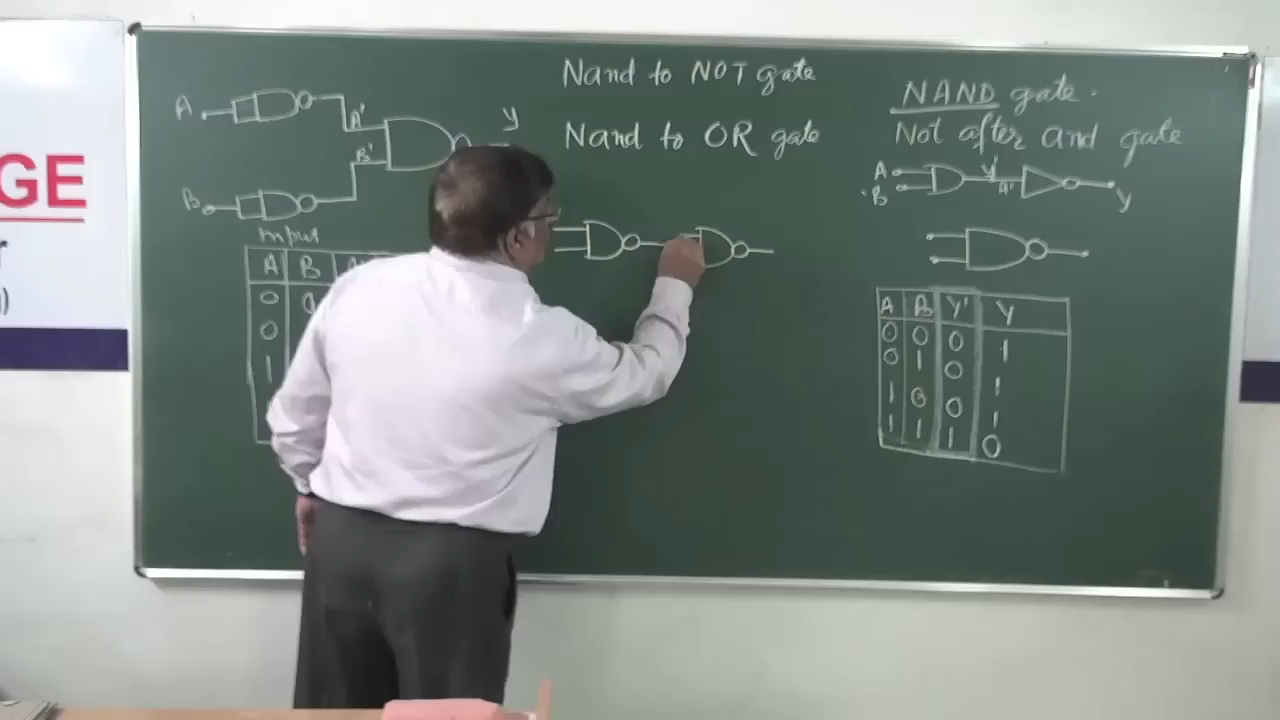 GE
Nand to NOT gate
Nand to OR gate
A
A'
B'
y
B
Input
A B
0
0
1
NAND gate.
Not after and gate
A y'
B A' y
A B Y' Y
0 0 0 1
0 1 0 1
1 0 0 1
1 1 1 0